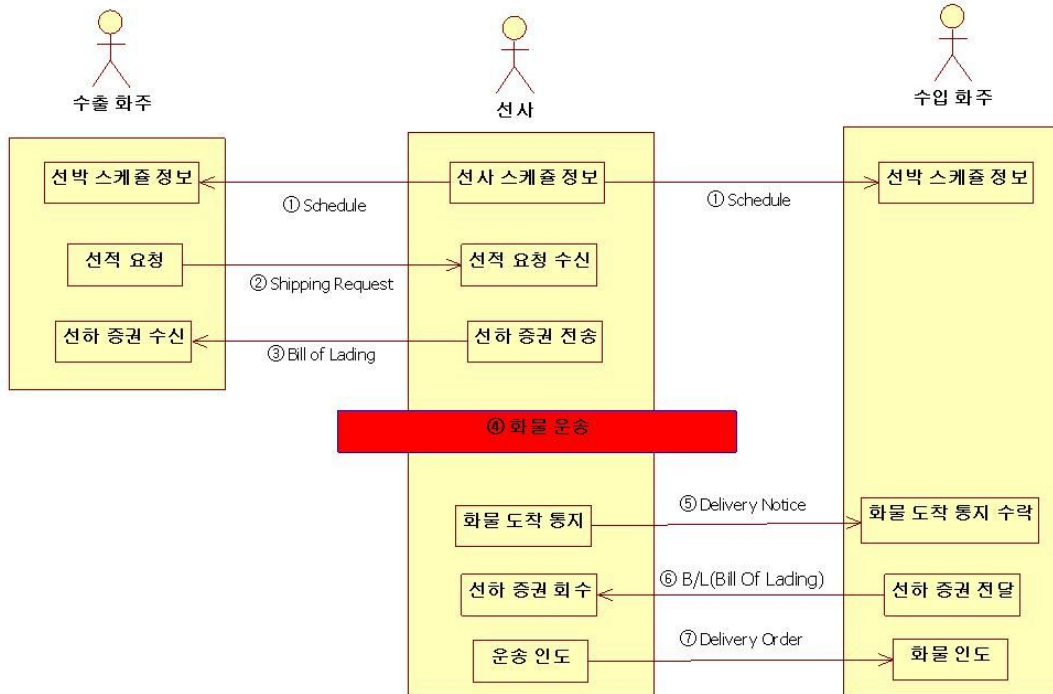 수출 화주
선사
수입 화주
선박 스케쥴 정보
선사 스케쥴 정보
선박 스케쥴 정보
① Schedule
① Schedule
선적 요청
선적 요청 수신
② Shipping Request
선하 증권 수신
선하 증권 전송
③ Bill of Lading
④ 화물 운송
⑤ Delivery Notice
화물 도착 통지
화물 도착 통지 수락
⑥ B/L(Bill Of Lading)
선하 증권 회수
선하 증권 전달
⑦ Delivery Order
운송 인도
화물 인도